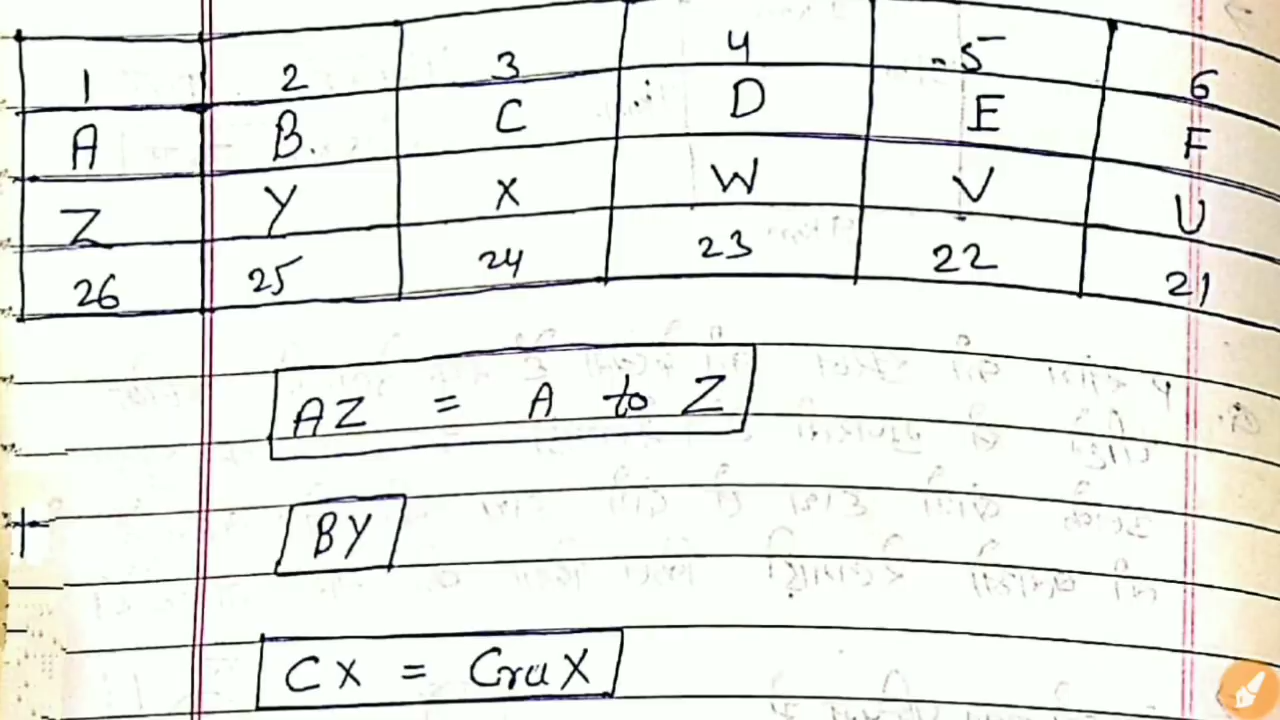 1 2 3 4 5 6
A B. C D E F
Z Y X W V U
26 25 24 23 22 21
AZ = A to Z
BY
CX = CruX